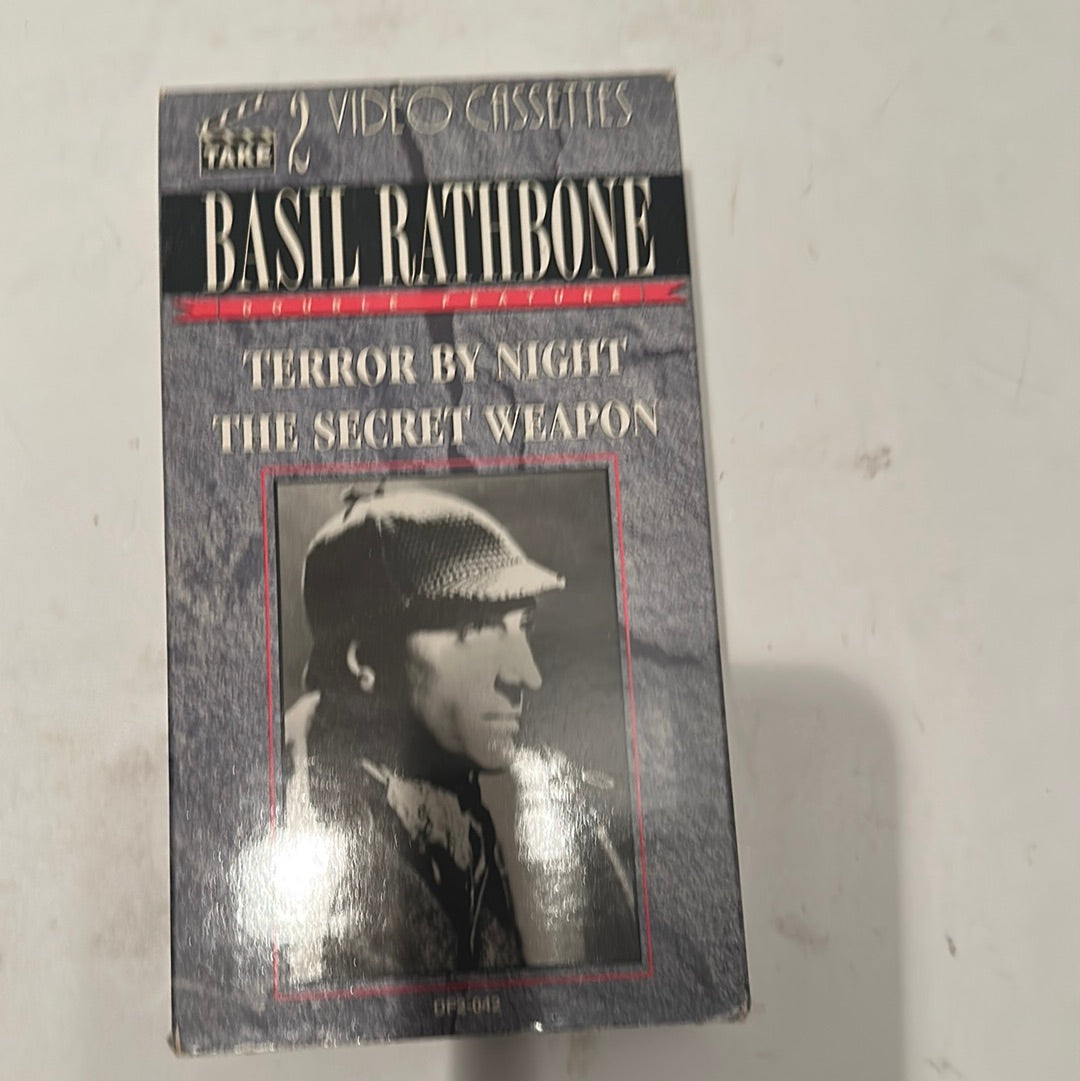 TAKE 2 VIDEO CASSETTES
BASIL RATHBONE
DOUBLE FEATURE
TERROR BY NIGHT
THE SECRET WEAPON